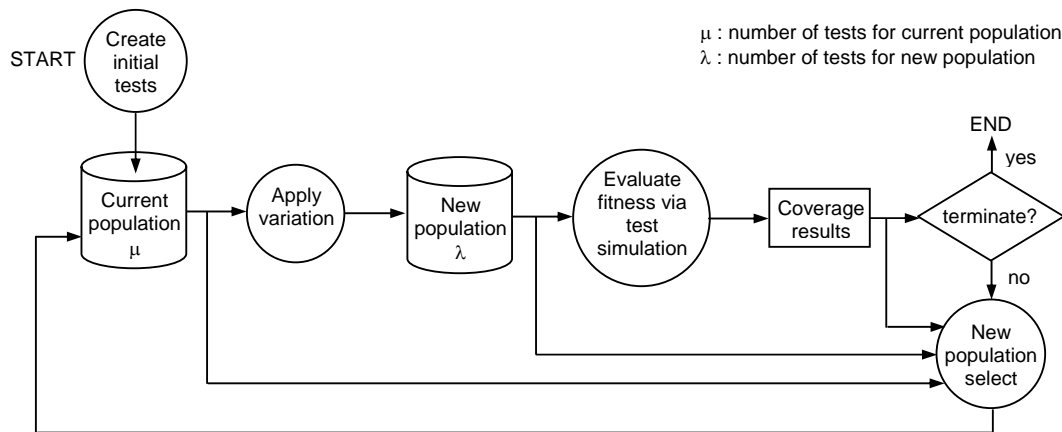 START
Create
initial
tests
μ : number of tests for current population
λ : number of tests for new population
Current
population
μ
Apply
variation
New
population
λ
Evaluate
fitness via
test
simulation
Coverage
results
END
yes
terminate?
no
New
population
select